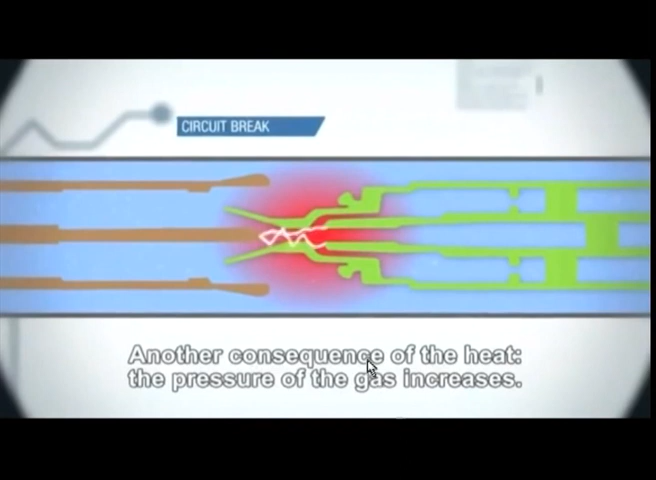 CIRCUIT BREAK
Another consequence of the heat:
the pressure of the gas increases.